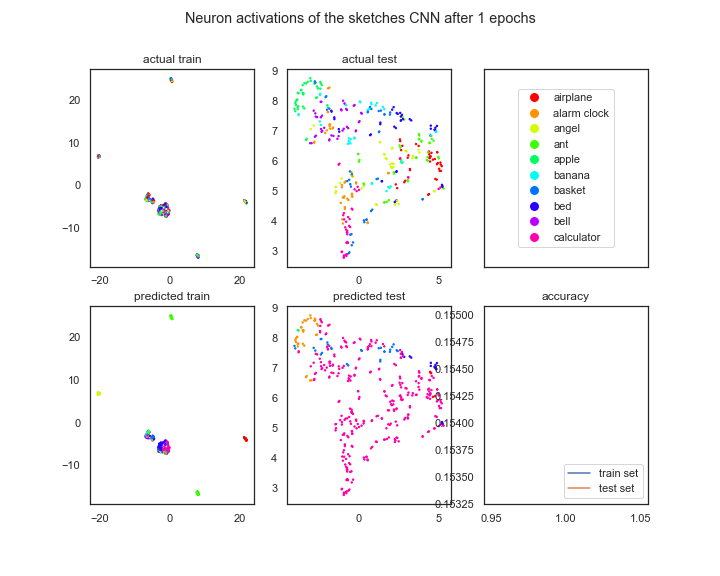 Neuron activations of the sketches CNN after 1 epochs
actual train
20
10
0
−10
−20
0
20
actual test
9
8
7
6
5
4
3
0
5
airplane
alarm clock
angel
ant
apple
banana
basket
bed
bell
calculator
predicted train
20
10
0
−10
−20
0
20
predicted test
9
8
7
6
5
4
3
0
5
accuracy
0.15500
0.15475
0.15450
0.15425
0.15400
0.15375
0.15350
0.15325
0.95
1.00
1.05
train set
test set